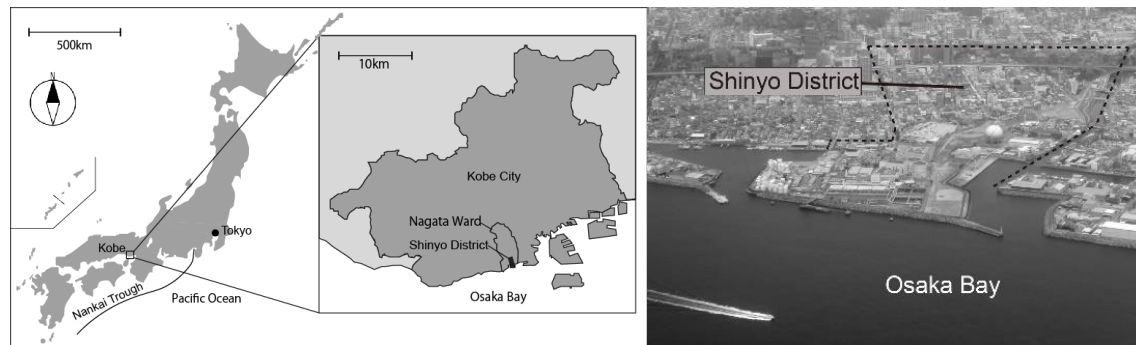 500km
N
Tokyo
Kobe
Nankai Trough
Pacific Ocean
10km
Kobe City
Nagata Ward
Shinyo District
Osaka Bay
Shinyo District
Osaka Bay